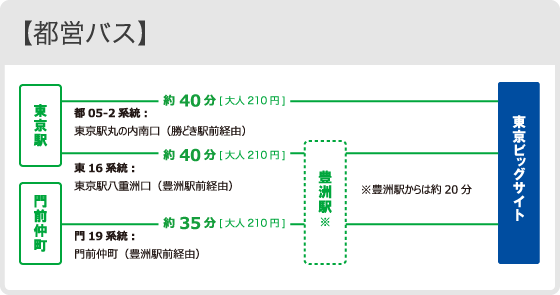 【都営バス】
東京駅
約 40 分 [ 大人 210 円 ]
都 05-2 系統：
東京駅丸の内南口（勝どき駅前経由）
約 40 分 [ 大人 210 円 ]
東 16 系統：
東京駅八重洲口（豊洲駅前経由）
門前仲町
約 35 分 [ 大人 210 円 ]
門 19 系統：
門前仲町（豊洲駅前経由）
豊洲駅※
※豊洲駅からは約 20 分
東京ビッグサイト